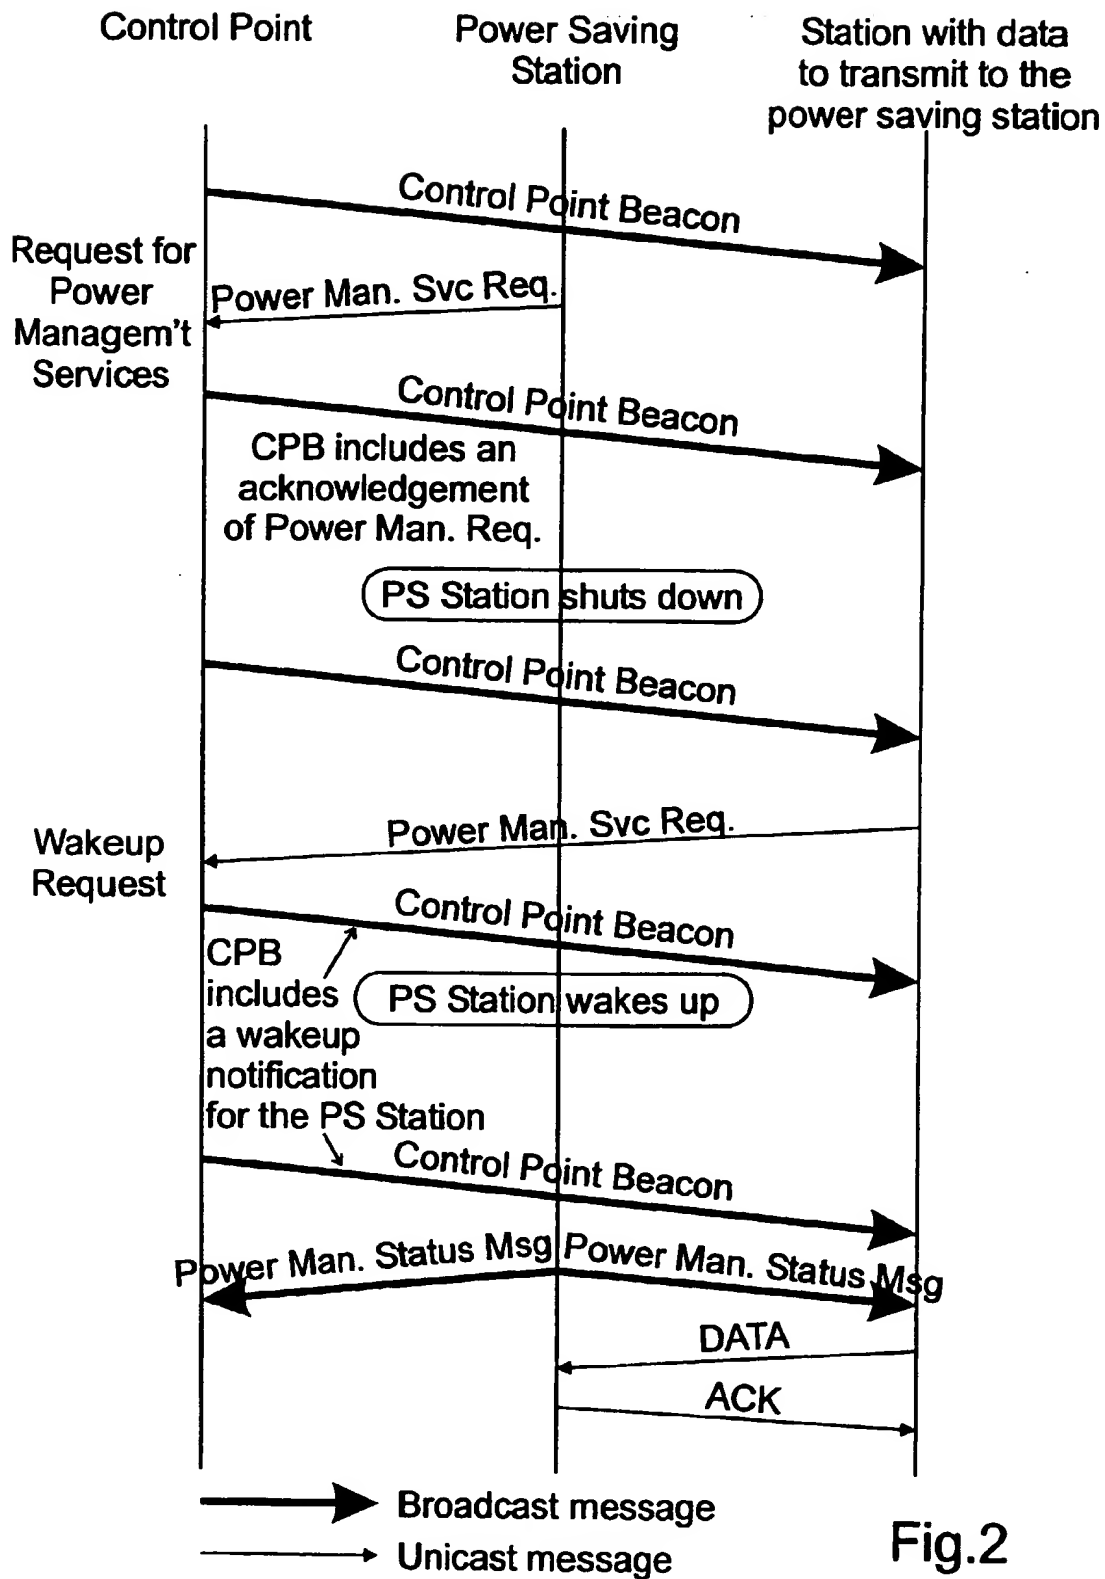 Control Point
Power Saving
Station
Station with data
to transmit to the
power saving station
Control Point Beacon
Request for
Power
Managem't
Services
Power Man. Svc Req.
Control Point Beacon
CPB includes an
acknowledgement
of Power Man. Req.
PS Station shuts down
Control Point Beacon
Wakeup
Request
Power Man. Svc Req.
Control Point Beacon
CPB
includes
a wakeup
notification
for the PS Station
PS Station wakes up
Control Point Beacon
Power Man. Status Msg
Power Man. Status Msg
DATA
ACK
Broadcast message
Unicast message
Fig.2